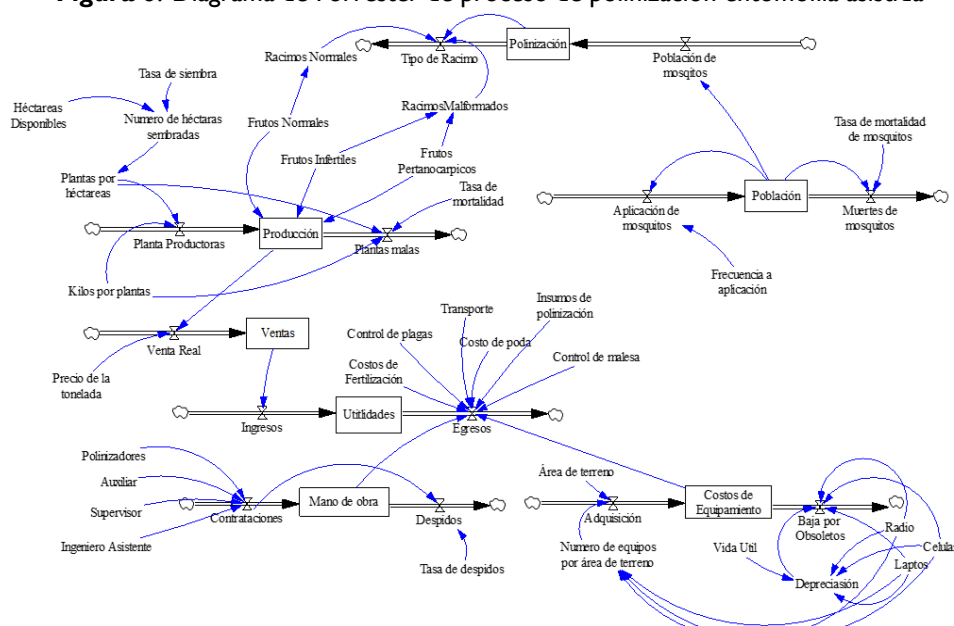 Figura Diagrama de Forrester de proceso de polinización entomófila asistida
Polinización
Racimos Normales
Tipo de Racimo
Población de
mosqitos
Tasa de siembra
Héctareas
Disponibles
Numero de héctaras
sembradas
RacimosMalformados
Frutos Normales
Tasa de mortalidad
de mosquitos
Frutos Infértiles
Frutos
Pertanocarpicos
Plantas por
héctareas
Tasa de
mortalidad
Población
Aplicación de
mosquitos
Muertes de
mosquitos
Producción
Planta Productoras
Plantas malas
Frecuencia a
aplicación
Kilos por plantas
Insumos de
polinización
Transporte
Control de plagas
Costo de poda
Ventas
Venta Real
Costos de
Fertilización
Control de malesa
Precio de la
tonelada
Utitlidades
Ingresos
Egresos
Polinizadores
Auxiliar
Supervisor
Ingeniero Asistente
Mano de obra
Contrataciones
Despidos
Tasa de despidos
Área de terreno
Costos de
Equipamiento
Adquisición
Baja por
Obsoletos
Radio
Numero de equipos
por área de terreno
Vida Util
Celula
Laptos
Depreciasión